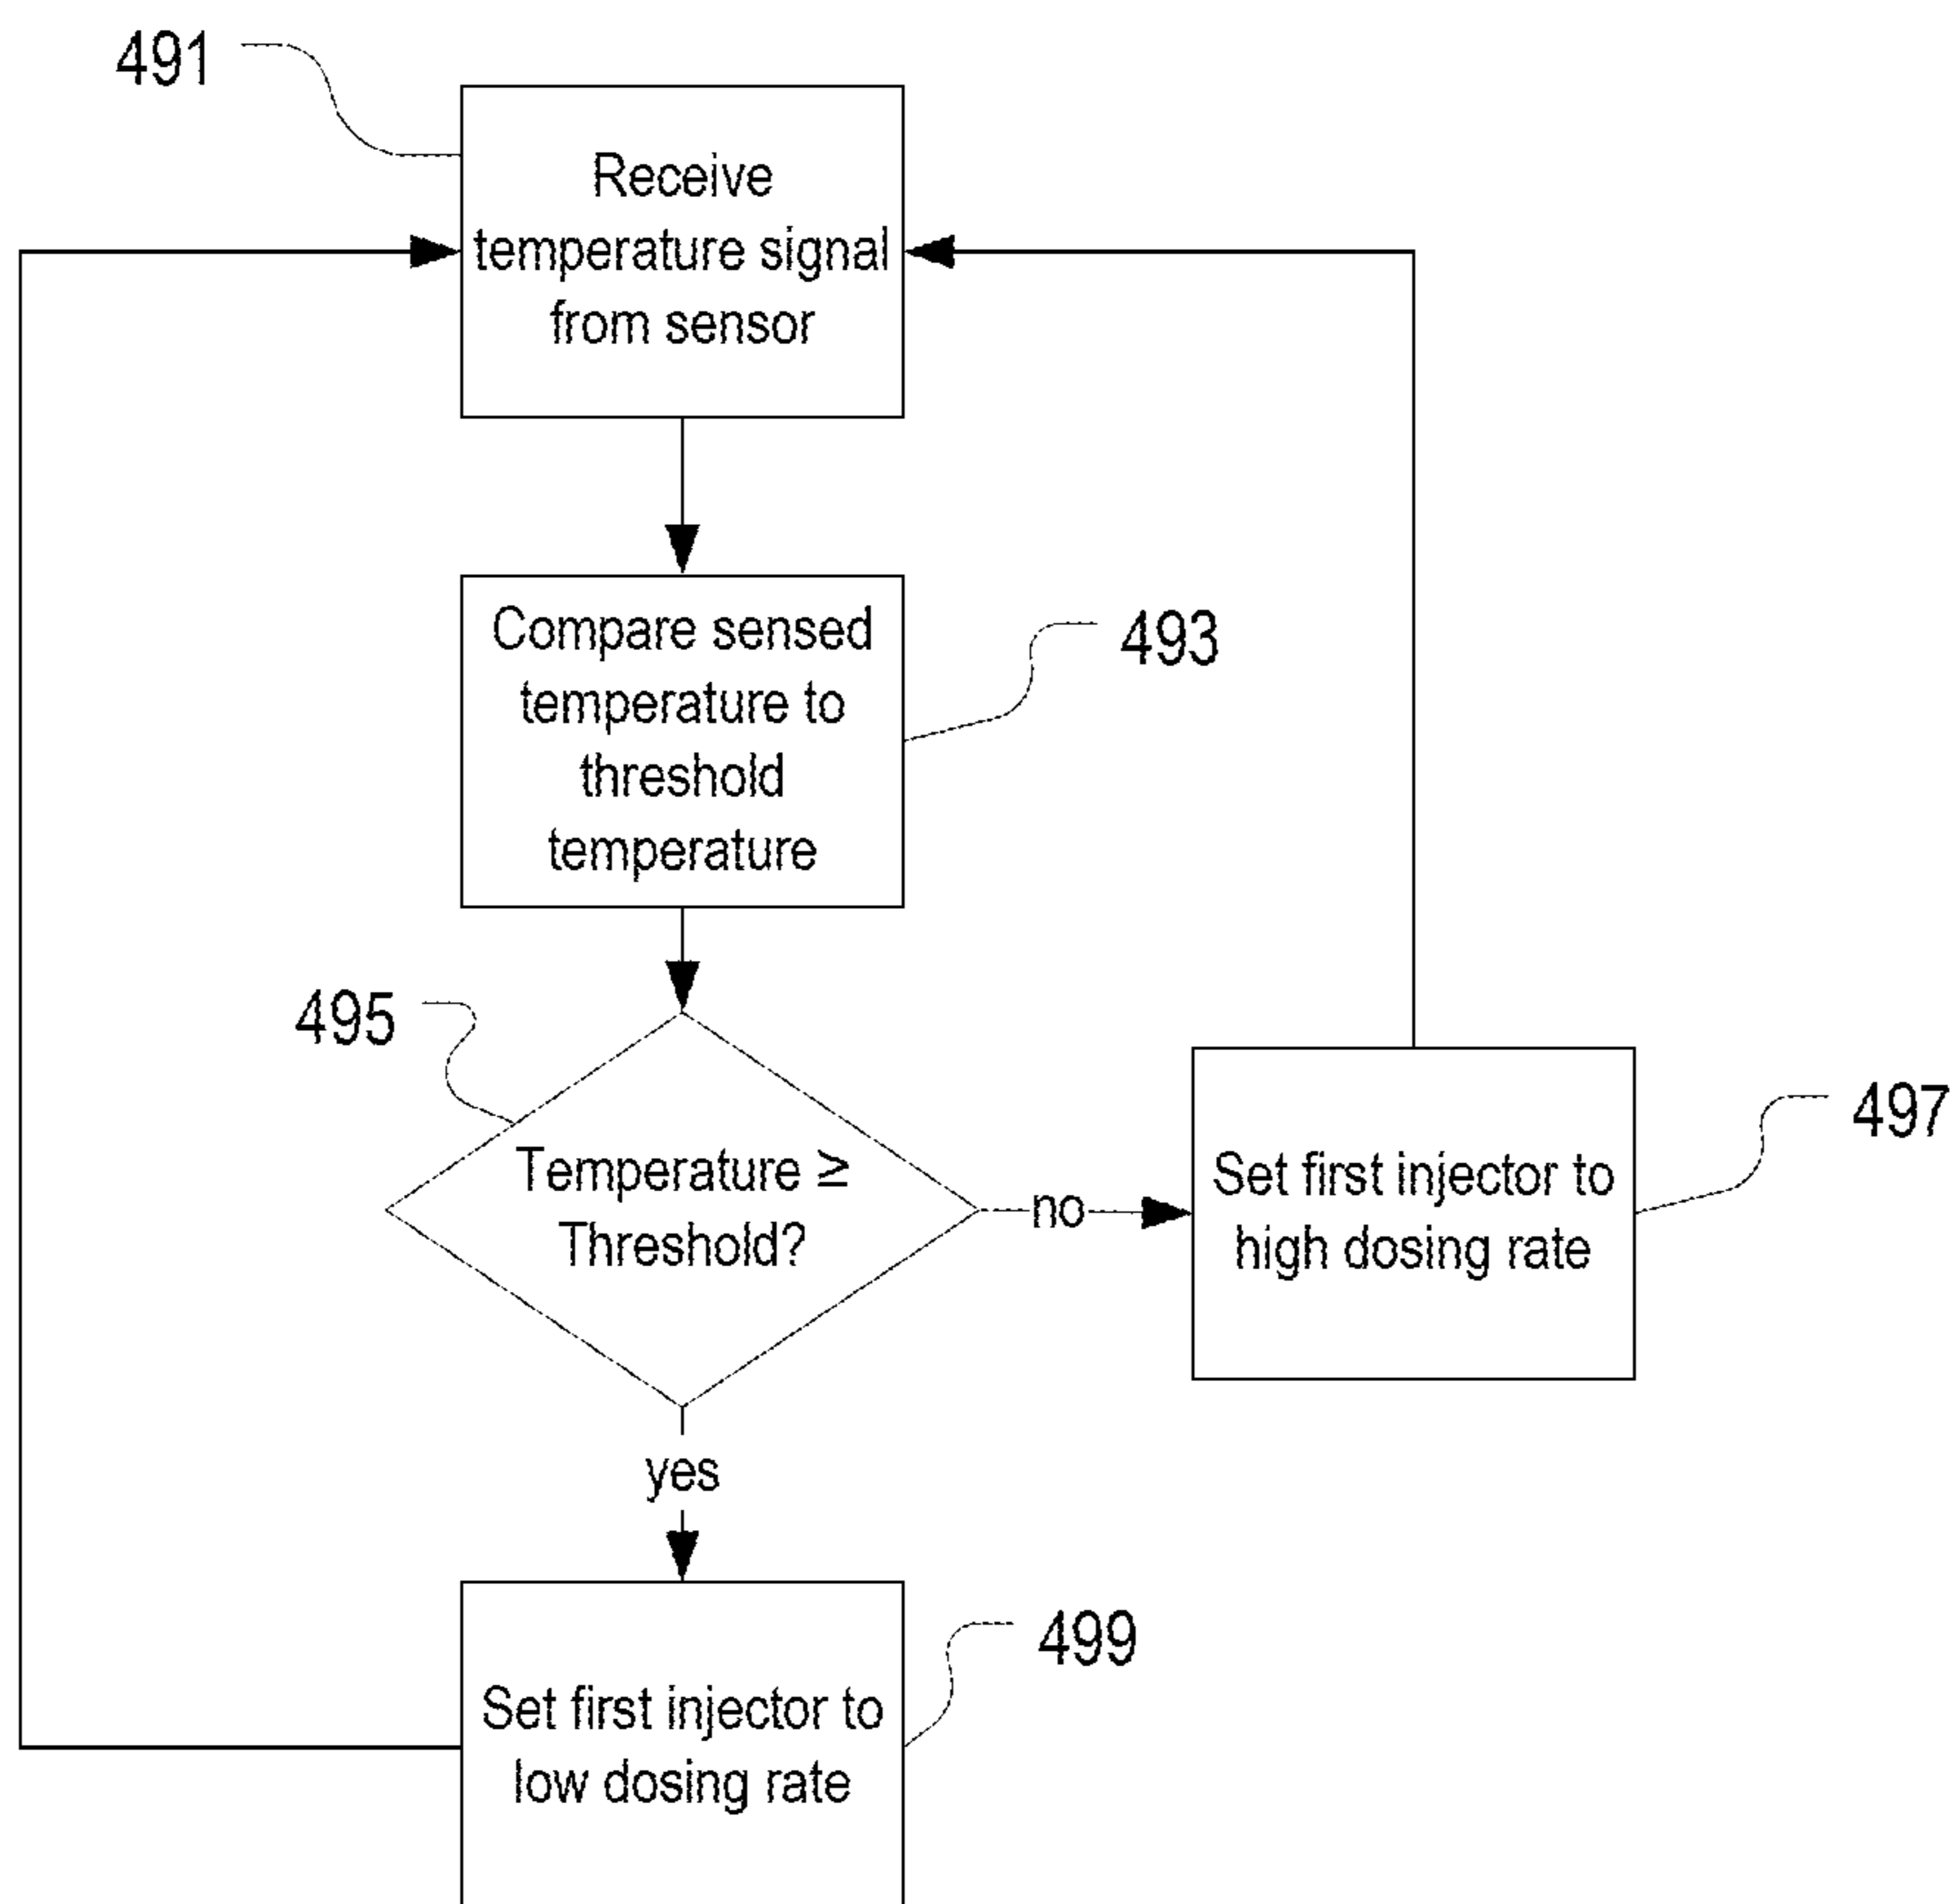 491
Receive
temperature signal
from sensor
Compare sensed
temperature to
threshold
temperature
493
495
Temperature ≥
Threshold?
no
Set first injector to
high dosing rate
497
yes
Set first injector to
low dosing rate
499